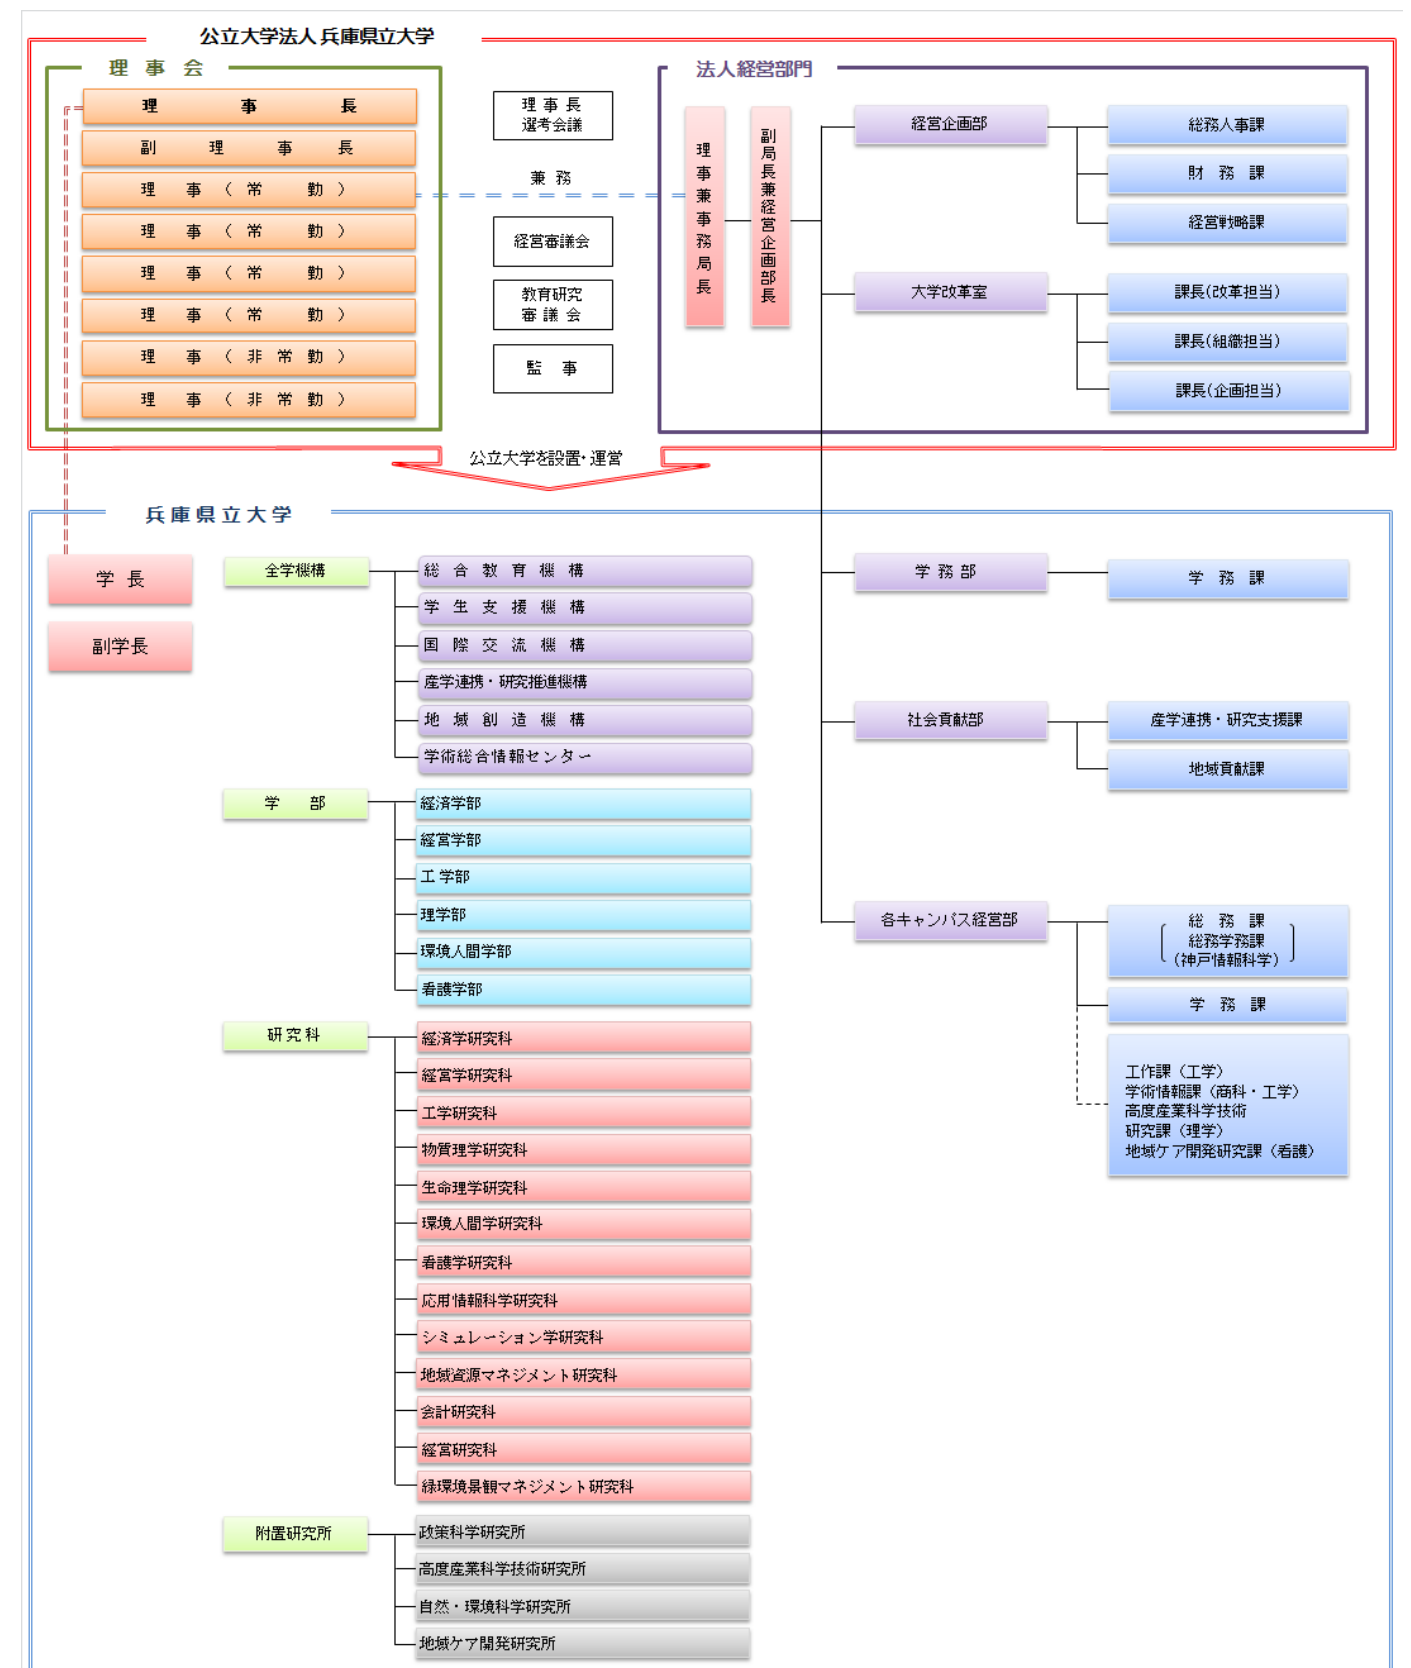 公立大学法人兵庫県立大学
理事会
理事長
副理事長
理事(常勤)
理事(常勤)
理事(常勤)
理事(常勤)
理事(非常勤)
理事(非常勤)
理事長
選考会議
兼務
経営審議会
教育研究
審議会
監事
法人経営部門
理事兼事務局長
副局長兼経営企画部長
経営企画部
総務人事課
財務課
経営戦略課
大学改革室
課長(改革担当)
課長(組織担当)
課長(企画担当)
公立大学を設置・運営
兵庫県立大学
学長
副学長
全学機構
総合教育機構
学生支援機構
国際交流機構
産学連携・研究推進機構
地域創造機構
学術総合情報センター
学部
経済学部
経営学部
工学部
理学部
環境人間学部
看護学部
研究科
経済学研究科
経営学研究科
工学研究科
物質理学研究科
生命理学研究科
環境人間学研究科
看護学研究科
応用情報科学研究科
シミュレーション学研究科
地域資源マネジメント研究科
会計研究科
経営研究科
緑環境景観マネジメント研究科
附置研究所
政策科学研究所
高度産業科学技術研究所
自然・環境科学研究所
地域ケア開発研究所
学務部
学務課
社会貢献部
産学連携・研究支援課
地域貢献課
各キャンパス経営部
総務課
総務学務課
(神戸情報科学)
学務課
工作課(工学)
学術情報課(商科・工学)
高度産業科学技術
研究課(理学)
地域ケア開発研究課(看護)